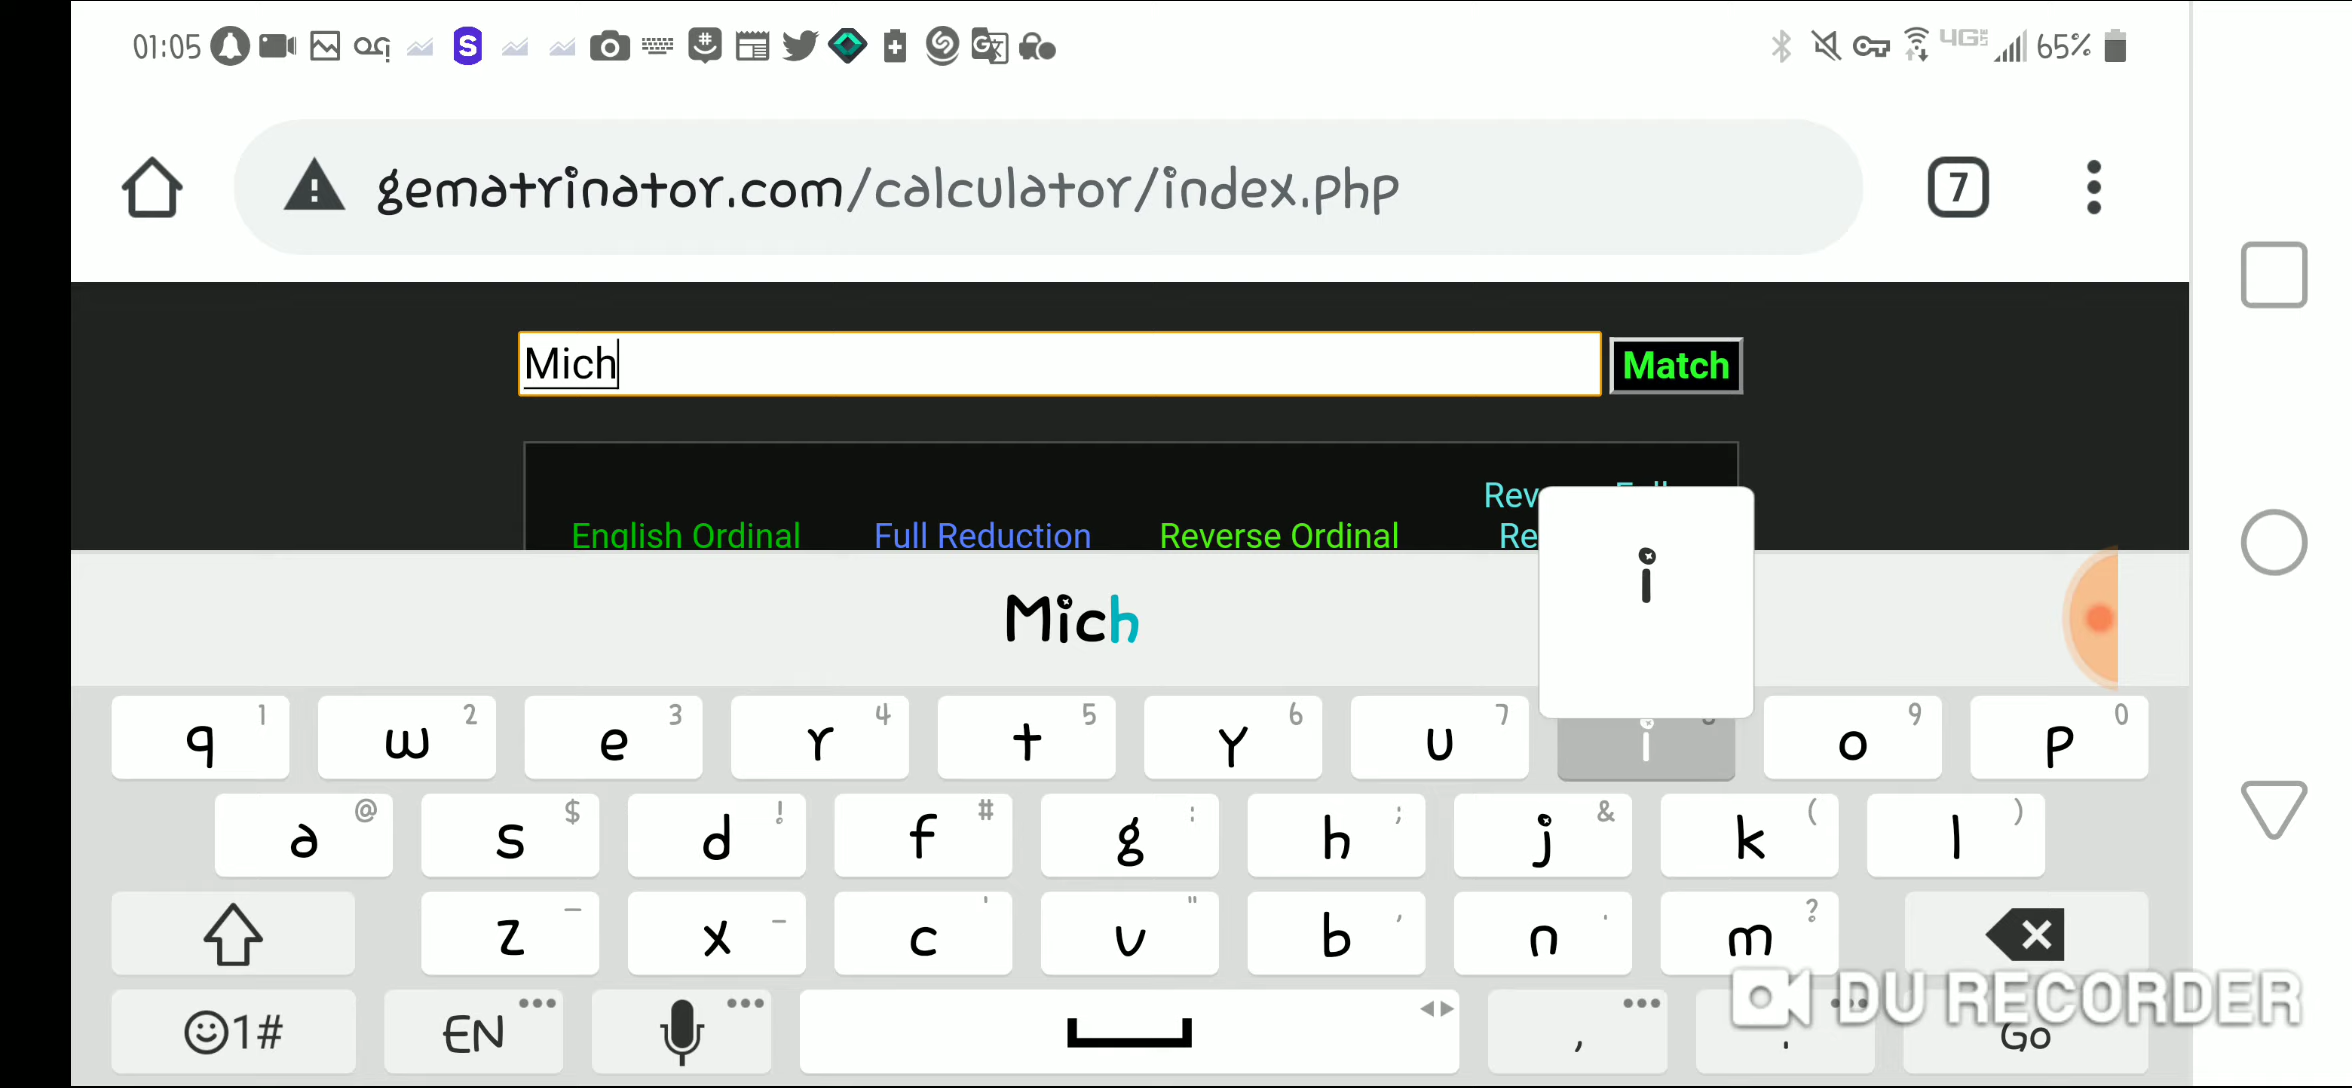 01:05 4G 65%
gematrinator.com/calculator/index.php 7
Mich Match
English Ordinal Full Reduction Reverse Ordinal
Mich
i
q 1 w 2 e 3 r 4 t 5 y 6 u 7 i o 9 p 0
a @ s $ d ! f # g : h ; j & k ( l )
z – x - c ' v " b , n . m ?
1# EN , . Go
DU RECORDER